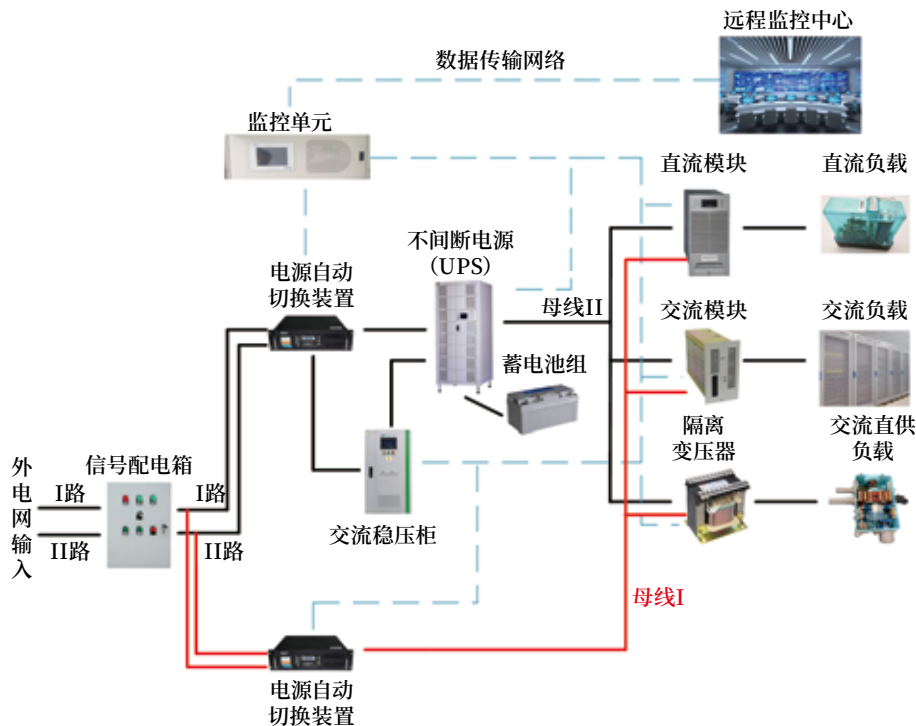 远程监控中心
数据传输网络
监控单元
直流模块
直流负载
不间断电源
（UPS）
电源自动
切换装置
母线II
交流模块
交流负载
蓄电池组
隔离
变压器
交流直供
负载
外
电
网
输
入
信号配电箱
I路
I路
II路
II路
交流稳压柜
母线I
电源自动
切换装置